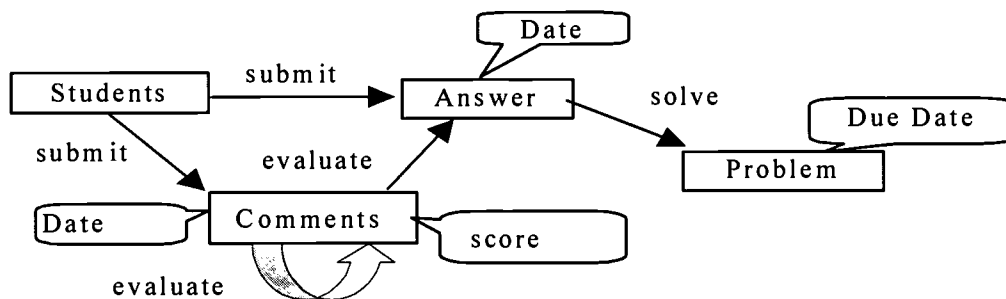 Date
submit
Students
Answer
solve
Due Date
submit
evaluate
Problem
Date
Comments
score
evaluate